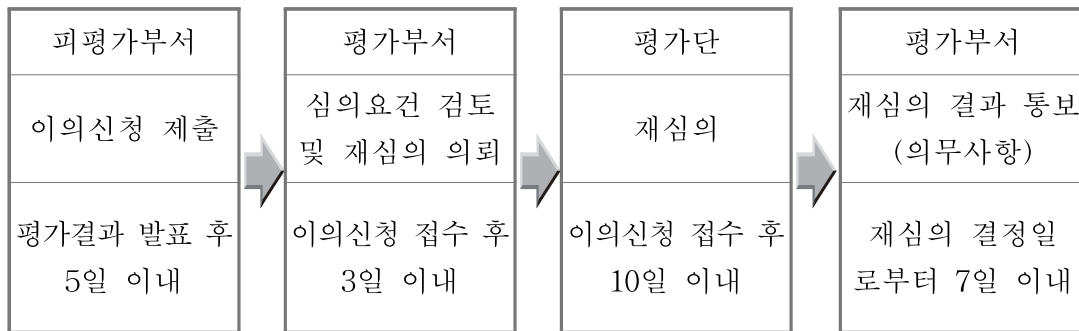 피평가부서
이의신청 제출
평가결과 발표 후
5일 이내
평가부서
심의요건 검토
및 재심의 의뢰
이의신청 접수 후
3일 이내
평가단
재심의
이의신청 접수 후
10일 이내
평가부서
재심의 결과 통보
(의무사항)
재심의 결정일
로부터 7일 이내